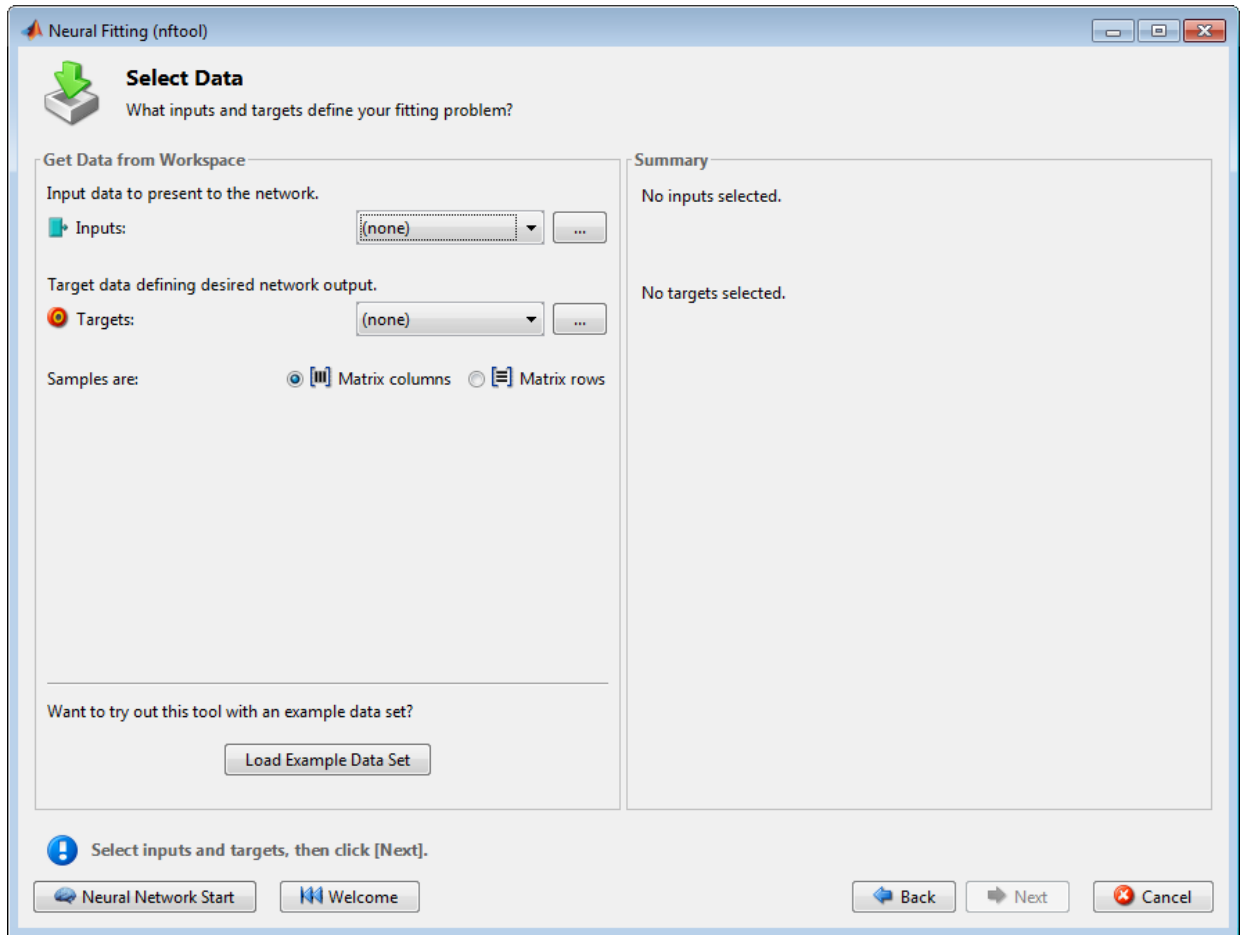 Neural Fitting (nftool)
Select Data
What inputs and targets define your fitting problem?
Get Data from Workspace
Input data to present to the network.
Inputs:
(none)
...
Target data defining desired network output.
Targets:
(none)
...
Samples are:
Matrix columns
Matrix rows
Want to try out this tool with an example data set?
Load Example Data Set
Summary
No inputs selected.
No targets selected.
Select inputs and targets, then click [Next].
Neural Network Start
Welcome
Back
Next
Cancel